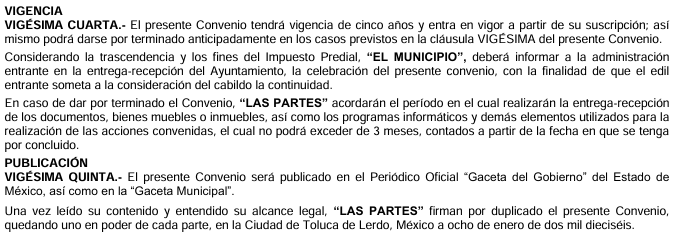 VIGENCIA
VIGÉSIMA CUARTA.- El presente Convenio tendrá vigencia de cinco años y entra en vigor a partir de su suscripción; así
mismo podrá darse por terminado anticipadamente en los casos previstos en la cláusula VIGÉSIMA del presente Convenio.
Considerando la trascendencia y los fines del Impuesto Predial, “EL MUNICIPIO”, deberá informar a la administración
entrante en la entrega-recepción del Ayuntamiento, la celebración del presente convenio, con la finalidad de que el edil
entrante someta a la consideración del cabildo la continuidad.
En caso de dar por terminado el Convenio, “LAS PARTES” acordarán el período en el cual realizarán la entrega-recepción
de los documentos, bienes muebles o inmuebles, así como los programas informáticos y demás elementos utilizados para la
realización de las acciones convenidas, el cual no podrá exceder de 3 meses, contados a partir de la fecha en que se tenga
por concluido.
PUBLICACIÓN
VIGÉSIMA QUINTA.- El presente Convenio será publicado en el Periódico Oficial “Gaceta del Gobierno” del Estado de
México, así como en la “Gaceta Municipal”.
Una vez leído su contenido y entendido su alcance legal, “LAS PARTES” firman por duplicado el presente Convenio,
quedando uno en poder de cada parte, en la Ciudad de Toluca de Lerdo, México a ocho de enero de dos mil dieciséis.